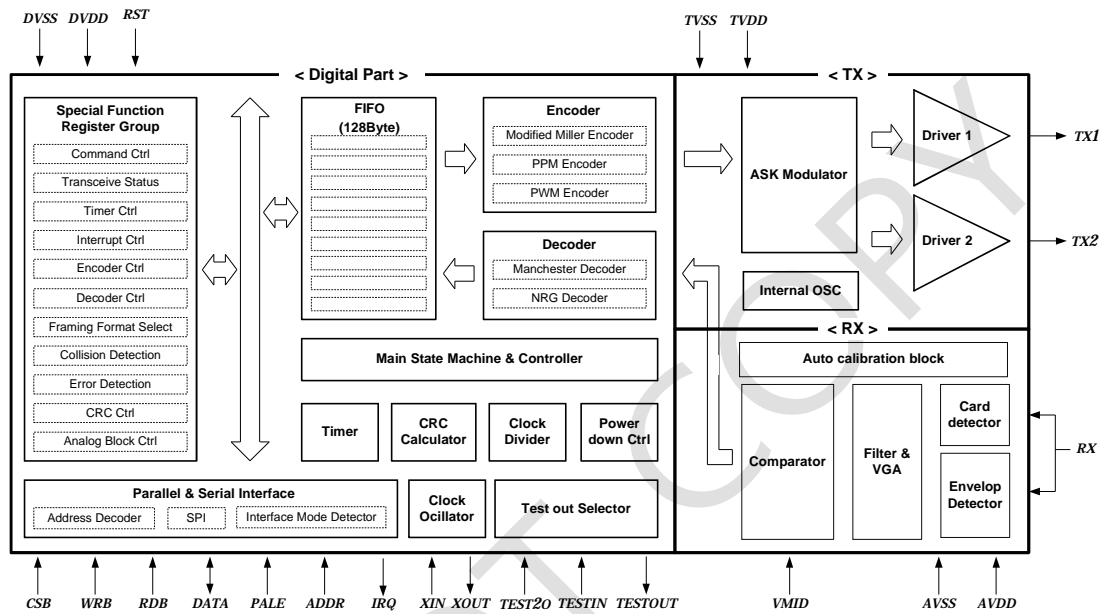 DVSS DVDD RST TVSS TVDD
< Digital Part >
< TX >
Special Function
Register Group
Command Ctrl
Transceive Status
Timer Ctrl
Interrupt Ctrl
Encoder Ctrl
Decoder Ctrl
Framing Format Select
Collision Detection
Error Detection
CRC Ctrl
Analog Block Ctrl
FIFO
(128Byte)
Encoder
Modified Miller Encoder
PPM Encoder
PWM Encoder
Decoder
Manchester Decoder
NRG Decoder
Main State Machine & Controller
Timer
CRC
Calculator
Clock
Divider
Power
down Ctrl
Parallel & Serial Interface
Address Decoder
SPI
Interface Mode Detector
Clock
Ocillator
Test out Selector
ASK Modulator
Driver 1
TX1
Driver 2
TX2
Internal OSC
< RX >
Auto calibration block
Comparator
Filter &
VGA
Card
detector
Envelop
Detector
RX
CSB WRB RDB DATA PALE ADDR IRQ XIN XOUT TEST2O TESTIN TESTOUT VMID AVSS AVDD
T COPY